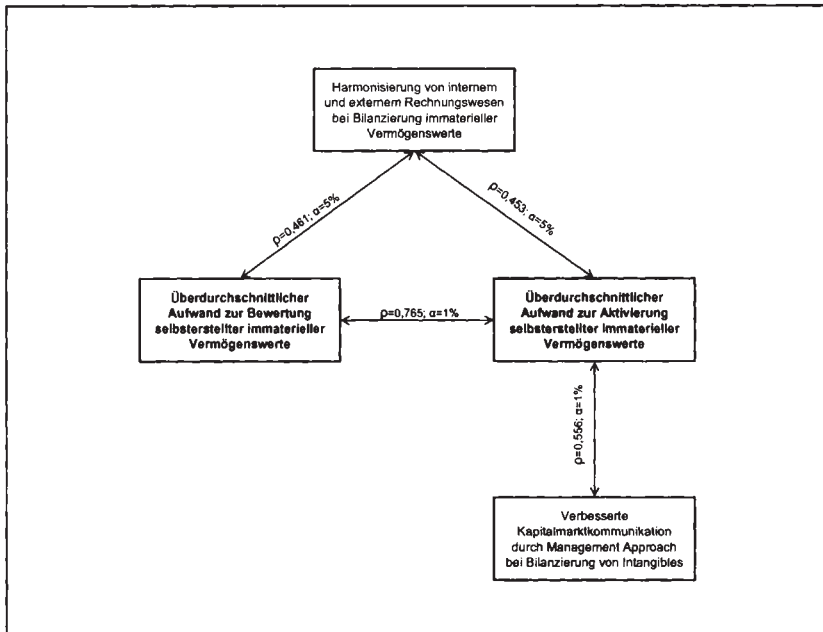 Harmonisierung von internem
und externem Rechnungswesen
bei Bilanzierung immaterieller
Vermögenswerte
ρ=0,461; α=5%
ρ=0,453; α=5%
Überdurchschnittlicher
Aufwand zur Bewertung
selbsterstellter immaterieller
Vermögenswerte
ρ=0,765; α=1%
Überdurchschnittlicher
Aufwand zur Aktivierung
selbsterstellter immaterieller
Vermögenswerte
ρ=0,556; α=1%
Verbesserte
Kapitalmarktkommunikation
durch Management Approach
bei Bilanzierung von Intangibles